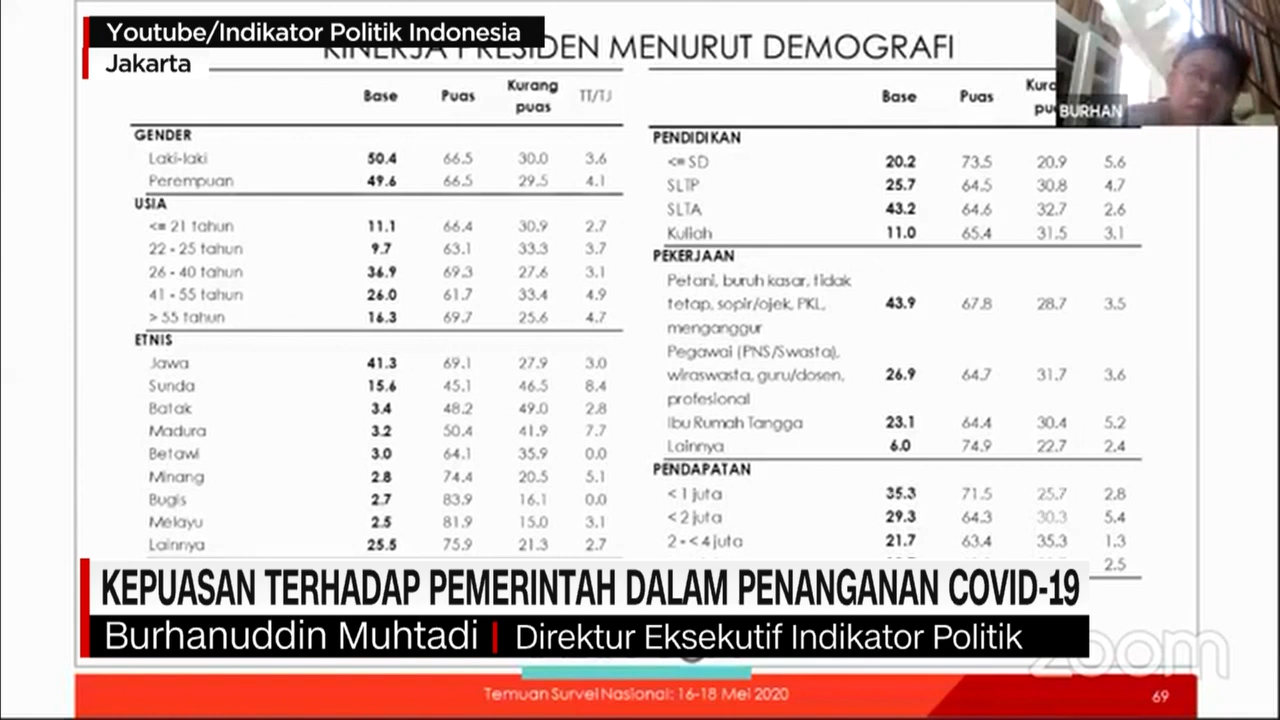 Youtube/Indikator Politik Indonesia
Jakarta
KINERJA PRESIDEN MENURUT DEMOGRAFI
Base Puas Kurang puas TT/TJ
GENDER
Laki-laki 50.4 66.5 30.0 3.6
Perempuan 49.6 66.5 29.5 4.1
USIA
<= 21 tahun 11.1 66.4 30.9 2.7
22 - 25 tahun 9.7 63.1 33.3 3.7
26 - 40 tahun 36.9 69.3 27.6 3.1
41 - 55 tahun 26.0 61.7 33.4 4.9
> 55 tahun 16.3 69.7 25.6 4.7
ETNIS
Jawa 41.3 69.1 27.9 3.0
Sunda 15.6 45.1 46.5 8.4
Batak 3.4 48.2 49.0 2.8
Madura 3.2 50.4 41.9 7.7
Betawi 3.0 64.1 35.9 0.0
Minang 2.8 74.4 20.5 5.1
Bugis 2.7 83.9 16.1 0.0
Melayu 2.5 81.9 15.0 3.1
Lainnya 25.5 75.9 21.3 2.7
Base Puas
BURHAN
PENDIDIKAN
<= SD 20.2 73.5 20.9 5.6
SLTP 25.7 64.5 30.8 4.7
SLTA 43.2 64.6 32.7 2.6
Kuliah 11.0 65.4 31.5 3.1
PEKERJAAN
Petani, buruh kasar, tidak
tetap, sopir/ojek, PKL, 43.9 67.8 28.7 3.5
menganggur
Pegawai (PNS/Swasta),
wiraswasta, guru/dosen, 26.9 64.7 31.7 3.6
profesional
Ibu Rumah Tangga 23.1 64.4 30.4 5.2
Lainnya 6.0 74.9 22.7 2.4
PENDAPATAN
< 1 juta 35.3 71.5 25.7 2.8
< 2 juta 29.3 64.3 30.3 5.4
2 - < 4 juta 21.7 63.4 35.3 1.3
2.5
KEPUASAN TERHADAP PEMERINTAH DALAM PENANGANAN COVID-19
Burhanuddin Muhtadi | Direktur Eksekutif Indikator Politik
zoom
Temuan Survei Nasional: 16-18 Mei 2020
69